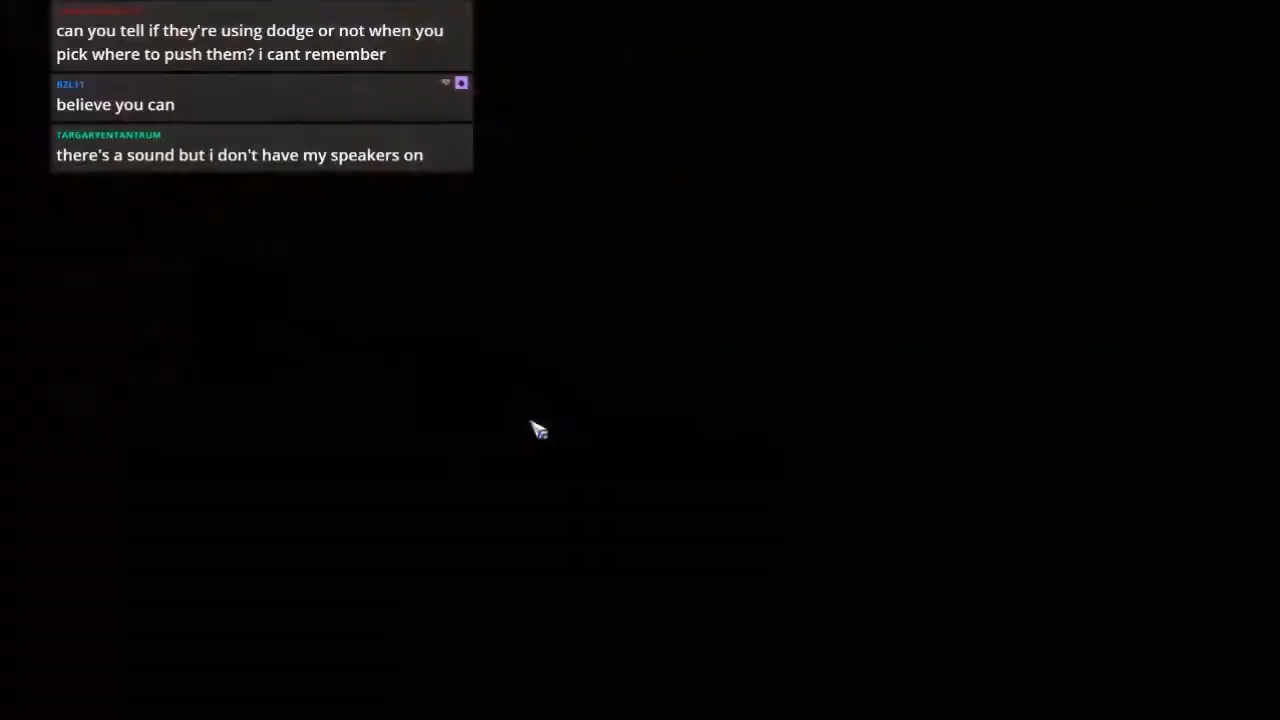 can you tell if they're using dodge or not when you
pick where to push them? i cant remember
BZL11
believe you can
TARGARYENTANTRUM
there's a sound but i don't have my speakers on